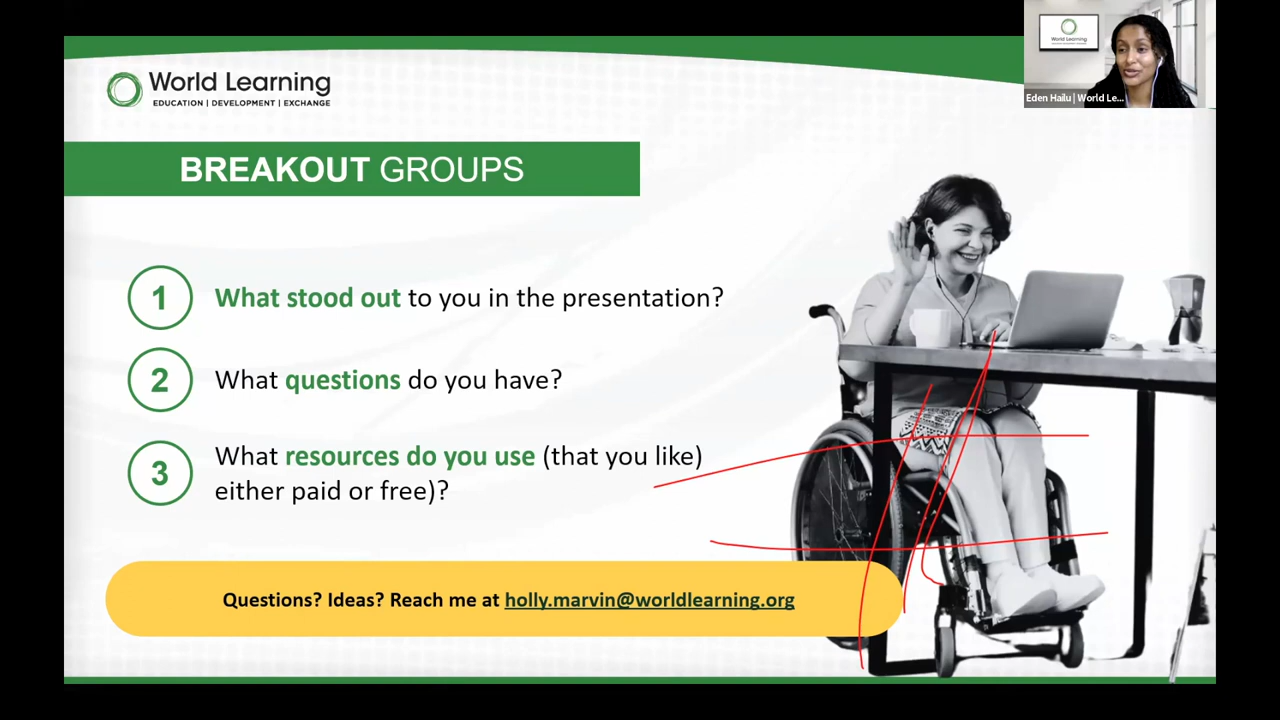 World Learning
EDUCATION | DEVELOPMENT | EXCHANGE
World Learning
Eden Hailu | World Le...
BREAKOUT GROUPS
1 What stood out to you in the presentation?
2 What questions do you have?
3 What resources do you use (that you like)
either paid or free)?
Questions? Ideas? Reach me at holly.marvin@worldlearning.org